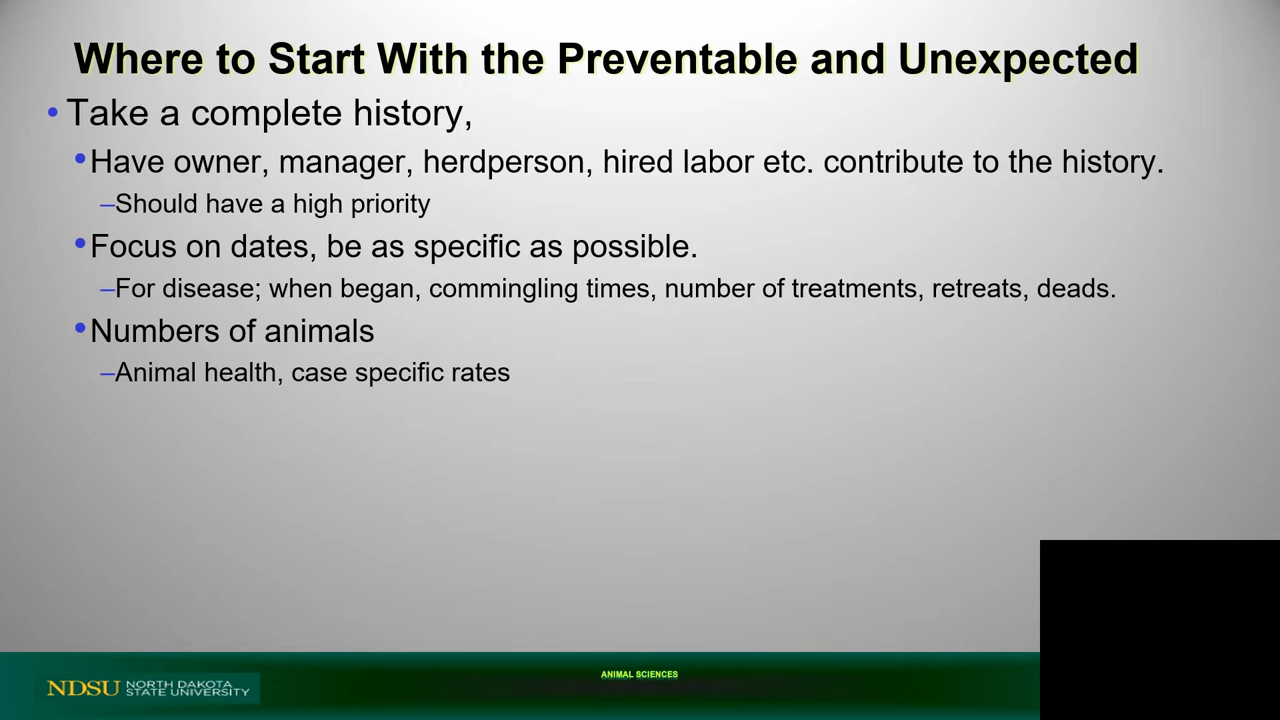 Where to Start With the Preventable and Unexpected
• Take a complete history,
• Have owner, manager, herdperson, hired labor etc. contribute to the history.
–Should have a high priority
• Focus on dates, be as specific as possible.
–For disease; when began, commingling times, number of treatments, retreats, deads.
• Numbers of animals
–Animal health, case specific rates
ANIMAL SCIENCES
NDSU NORTH DAKOTA
STATE UNIVERSITY